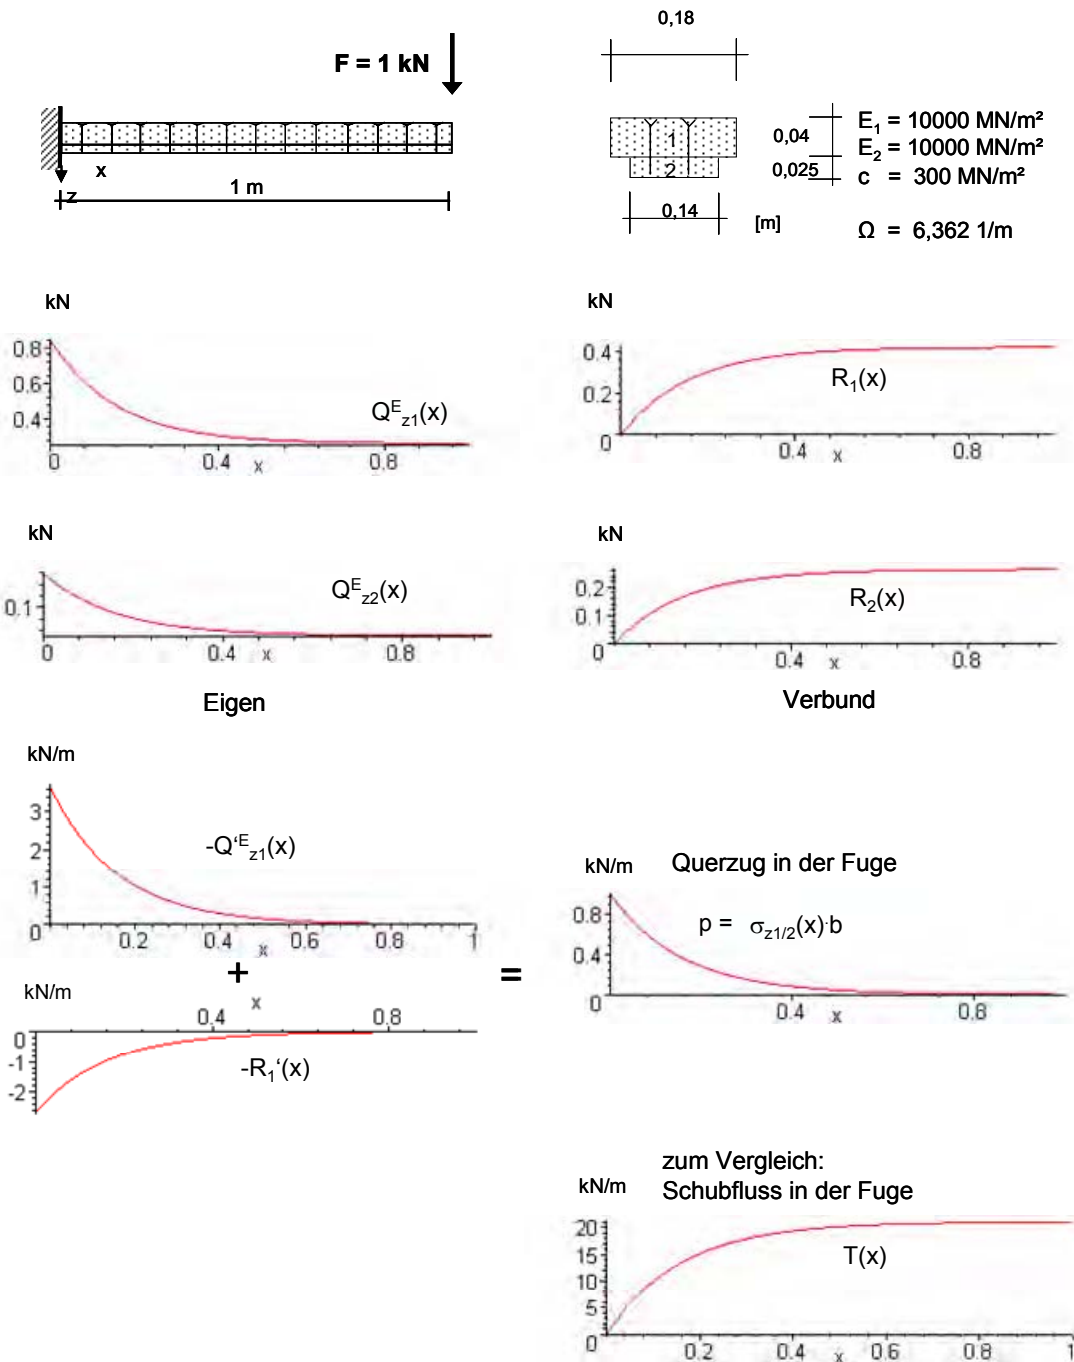 0,18
F = 1 kN
x
z
1 m
1
2
0,04
0,025
0,14
[m]
E₁ = 10000 MN/m²
E₂ = 10000 MN/m²
c = 300 MN/m²
Ω = 6,362 1/m
kN
0.8
0.6
0.4
Qᴱz1(x)
0
0.4
x
0.8
kN
0.4
0.2
0
R₁(x)
0.4
x
0.8
kN
0.1
Qᴱz2(x)
0
0.4
x
0.8
Eigen
kN
0.2
0.1
0
R₂(x)
0.4
x
0.8
Verbund
kN/m
3
2
1
0
-Q‘ᴱz1(x)
0.2
0.4
x
0.6
0.8
1
+
kN/m
x
0.4
0.8
0
-1
-2
-R₁‘(x)
=
kN/m
Querzug in der Fuge
0.8
0.4
0
p = σz1/2(x)·b
0.4
x
0.8
zum Vergleich:
kN/m
Schubfluss in der Fuge
20
15
10
5
0
T(x)
0.2
0.4
x
0.6
0.8
1